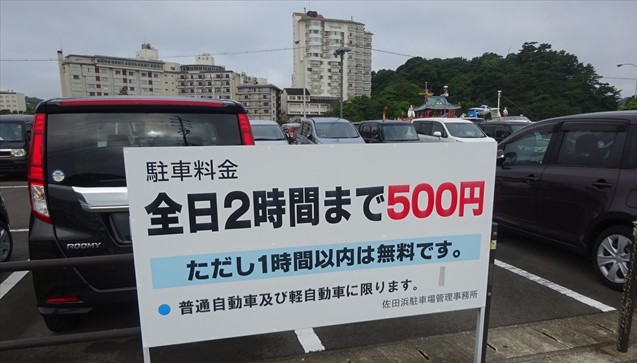 駐車料金
全日2時間まで500円
ただし1時間以内は無料です。
●普通自動車及び軽自動車に限ります。
佐田浜駐車場管理事務所
ROOMY